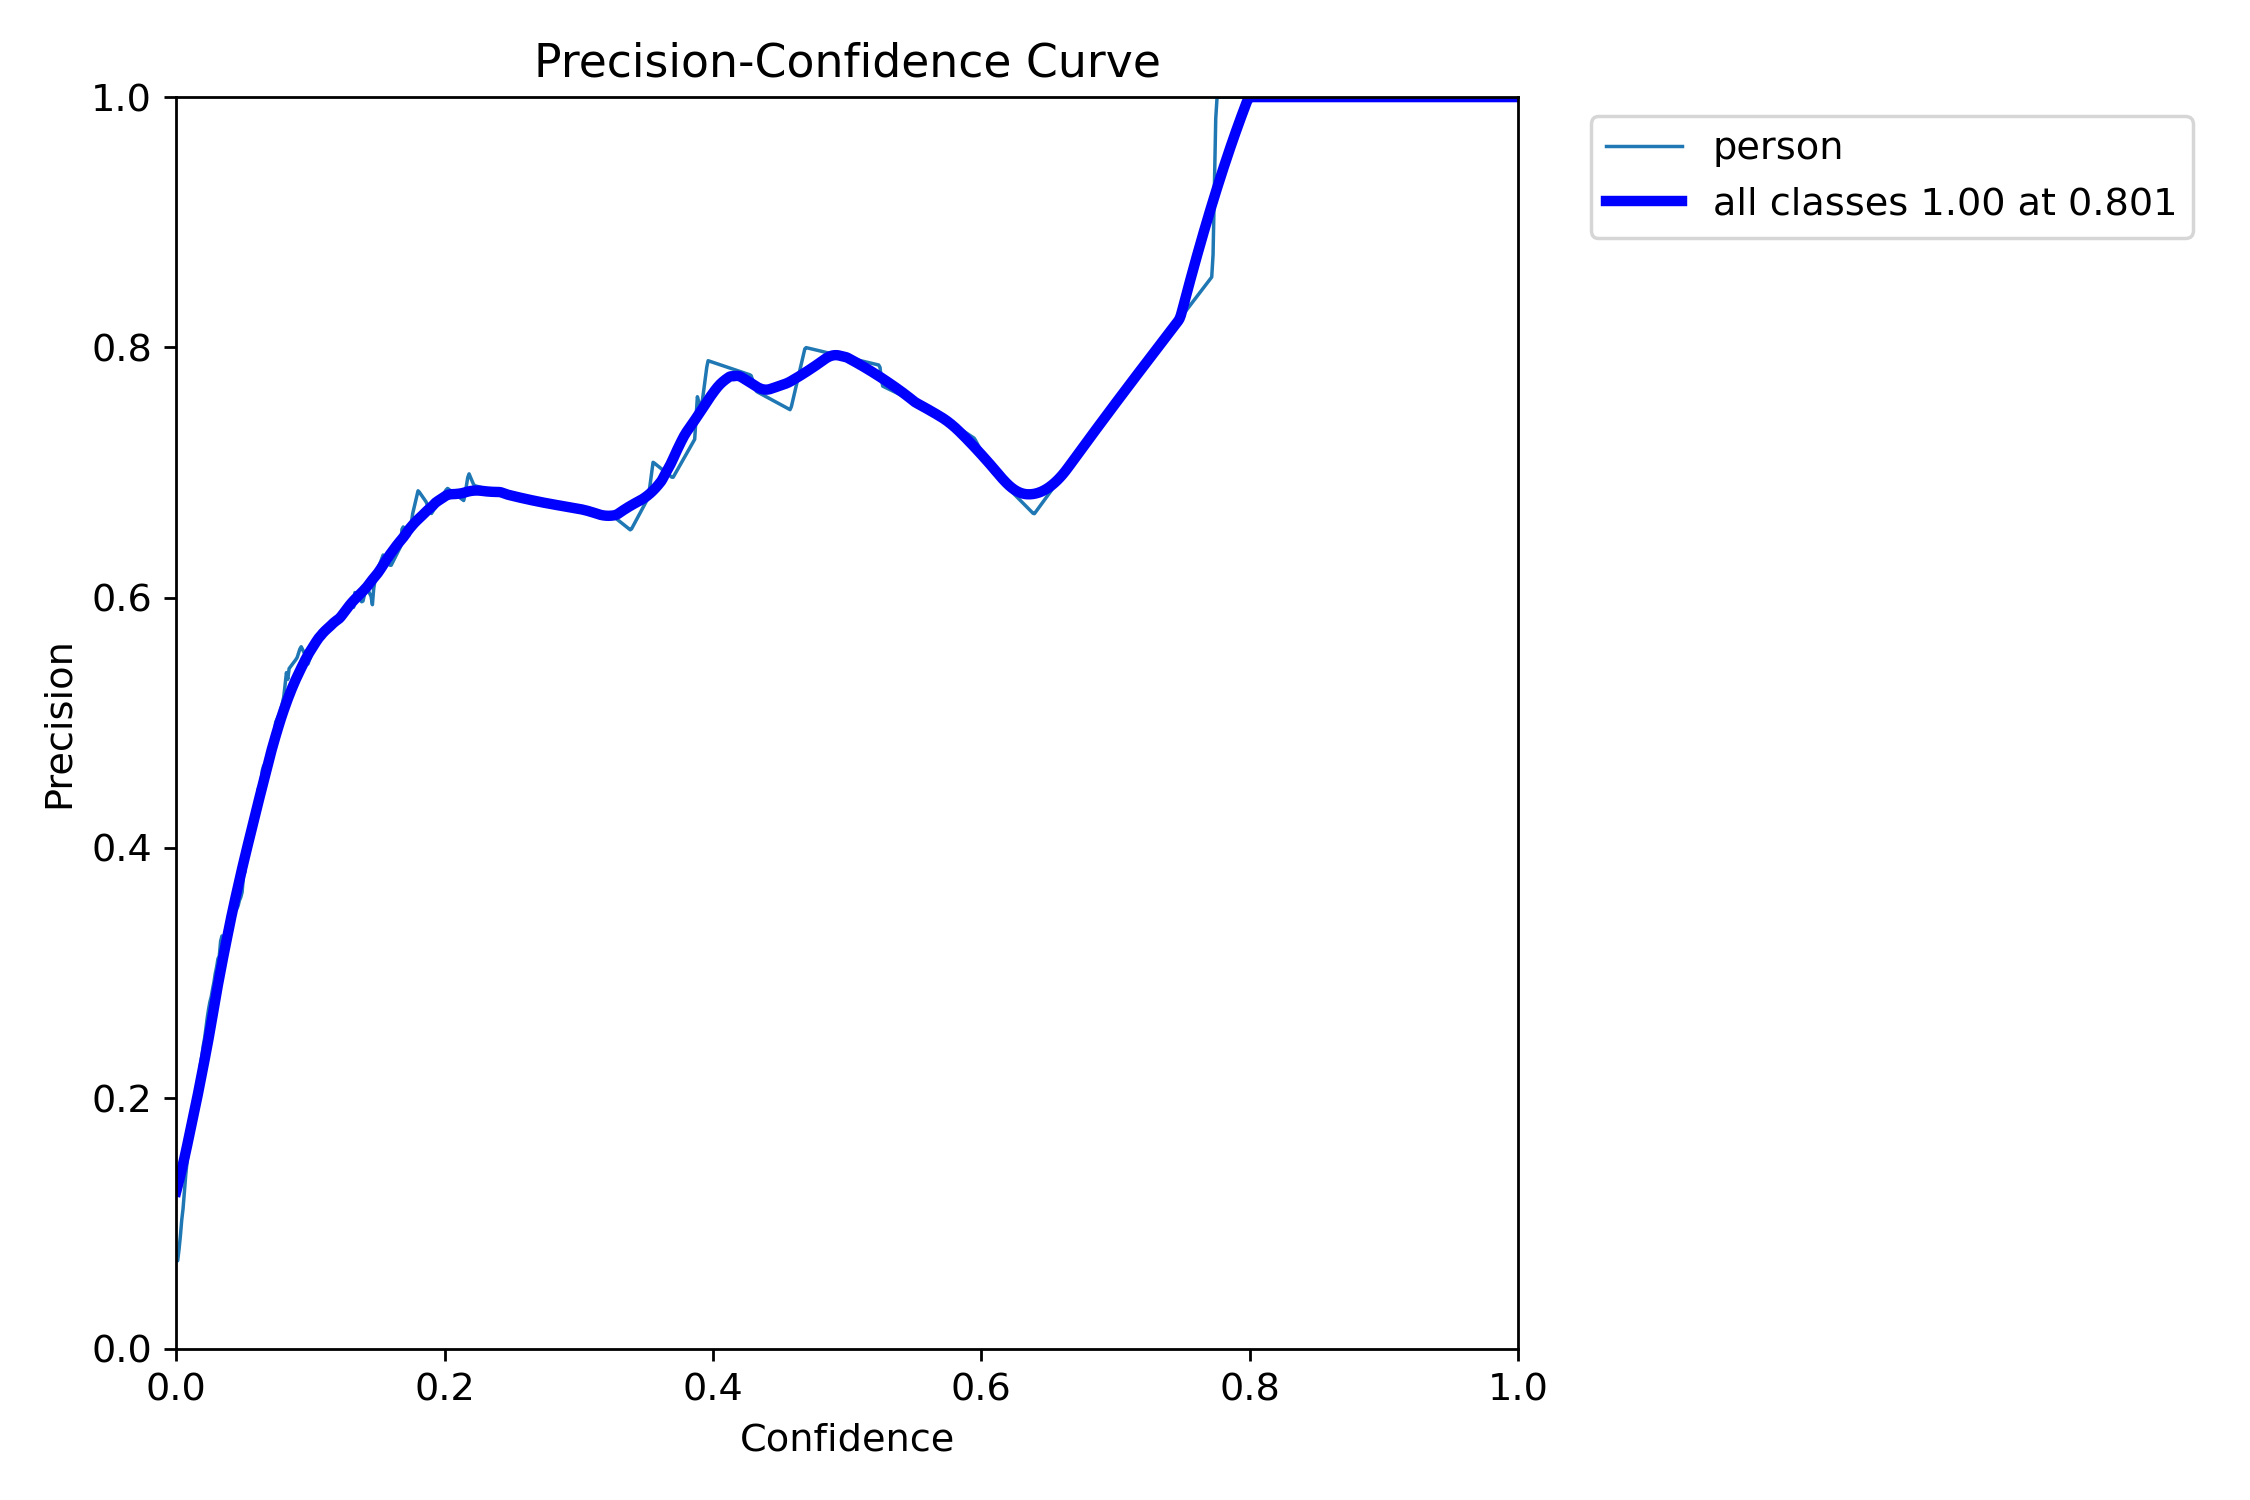 Precision-Confidence Curve
person
all classes 1.00 at 0.801
Precision
1.0
0.8
0.6
0.4
0.2
0.0
0.0 0.2 0.4 0.6 0.8 1.0
Confidence